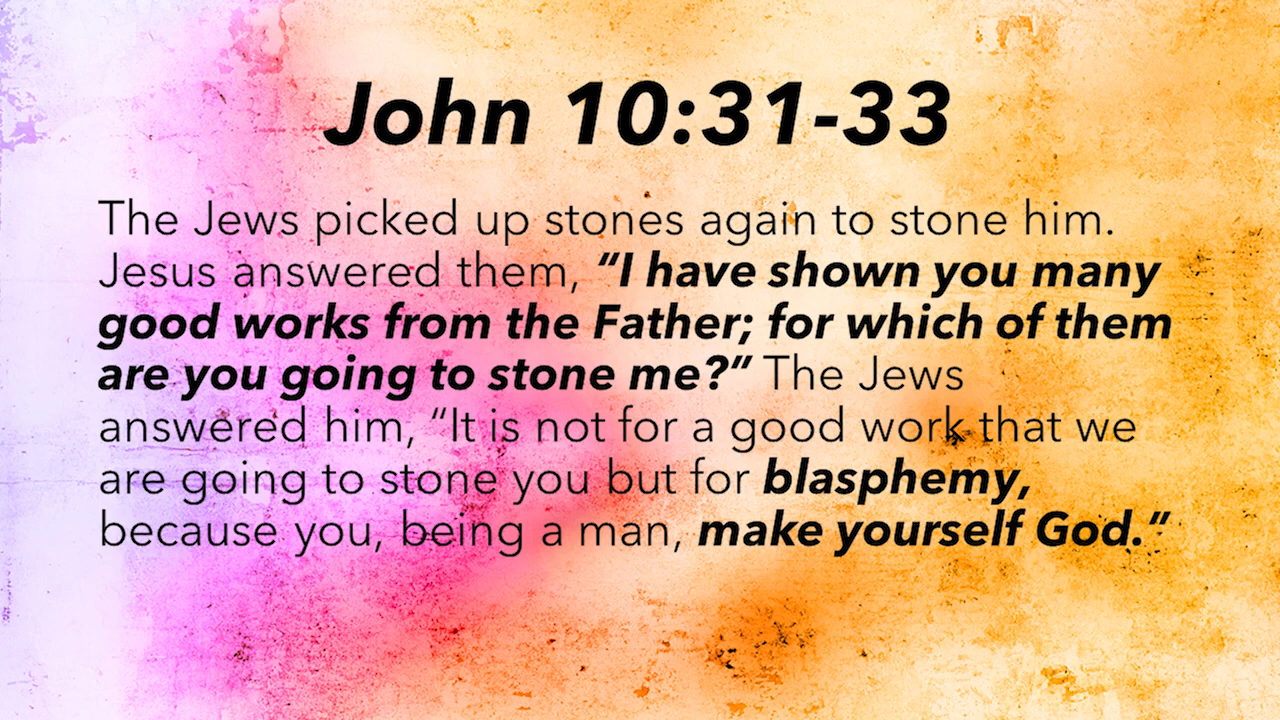 John 10:31-33
The Jews picked up stones again to stone him.
Jesus answered them, “I have shown you many
good works from the Father; for which of them
are you going to stone me?” The Jews
answered him, “It is not for a good work that we
are going to stone you but for blasphemy,
because you, being a man, make yourself God.”